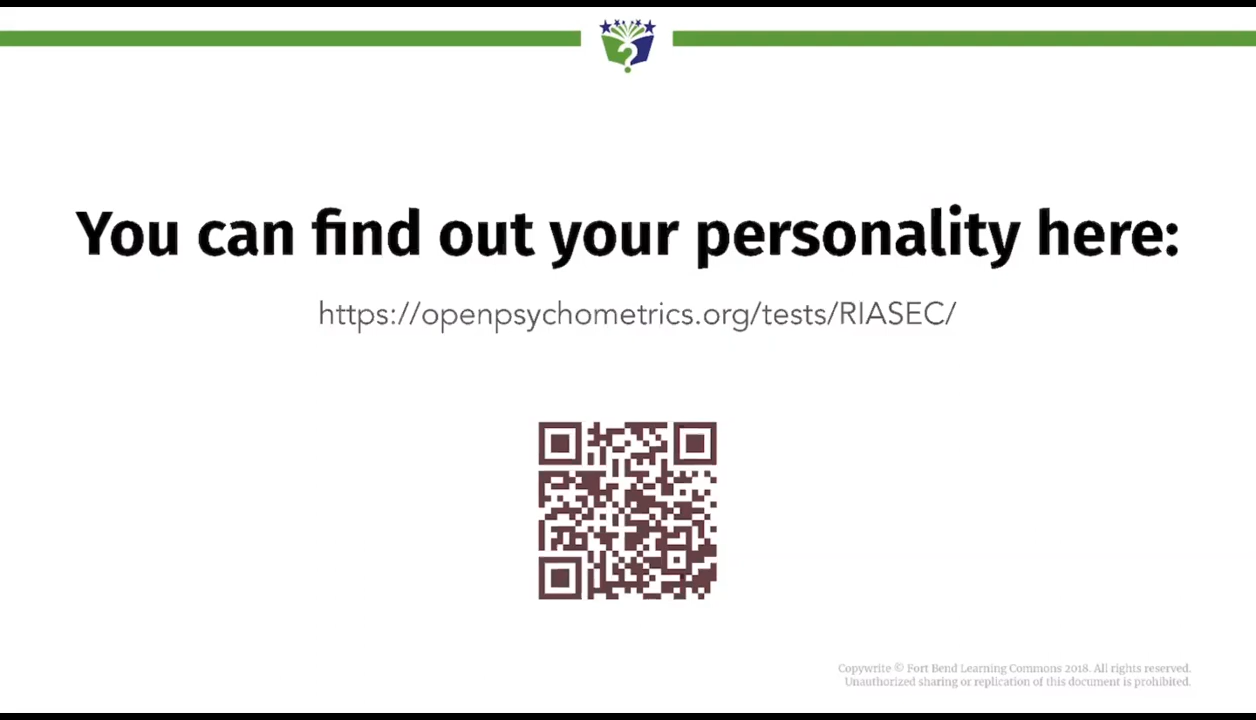 You can find out your personality here:
https://openpsychometrics.org/tests/RIASEC/
Copywrite © Fort Bend Learning Commons 2018. All rights reserved.
Unauthorized sharing or replication of this document is prohibited.